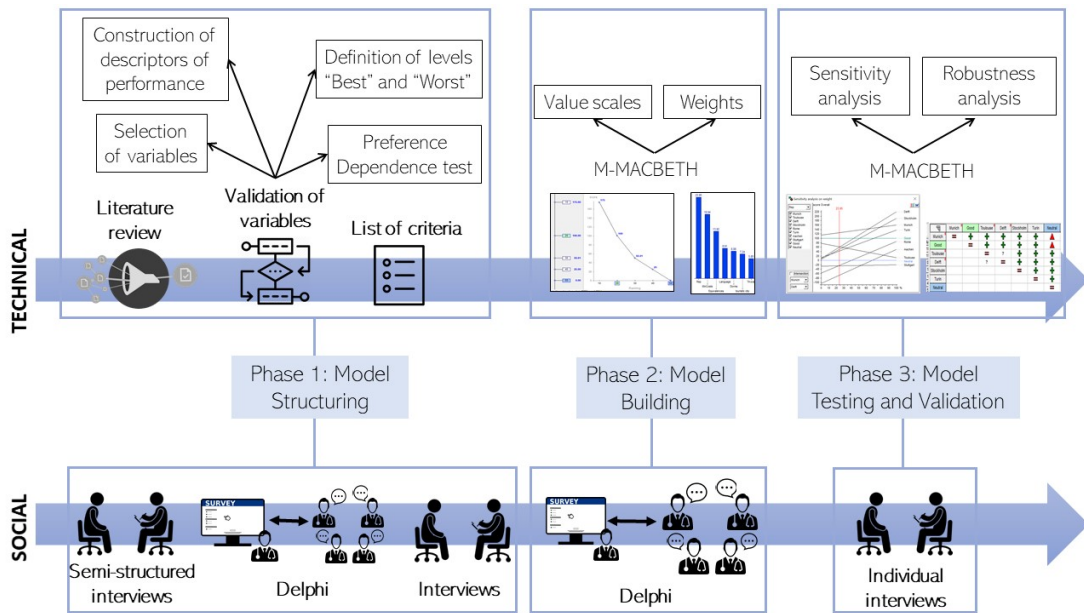 Construction of
descriptors of
performance
Definition of levels
“Best” and “Worst”
Selection
of variables
Preference
Dependence test
Literature
review
Validation of
variables
List of criteria
Value scales
Weights
M-MACBETH
Sensitivity
analysis
Robustness
analysis
M-MACBETH
TECHNICAL
Phase 1: Model
Structuring
Phase 2: Model
Building
Phase 3: Model
Testing and Validation
SOCIAL
SURVEY
Semi-structured
interviews
Delphi
Interviews
SURVEY
Delphi
Individual
interviews